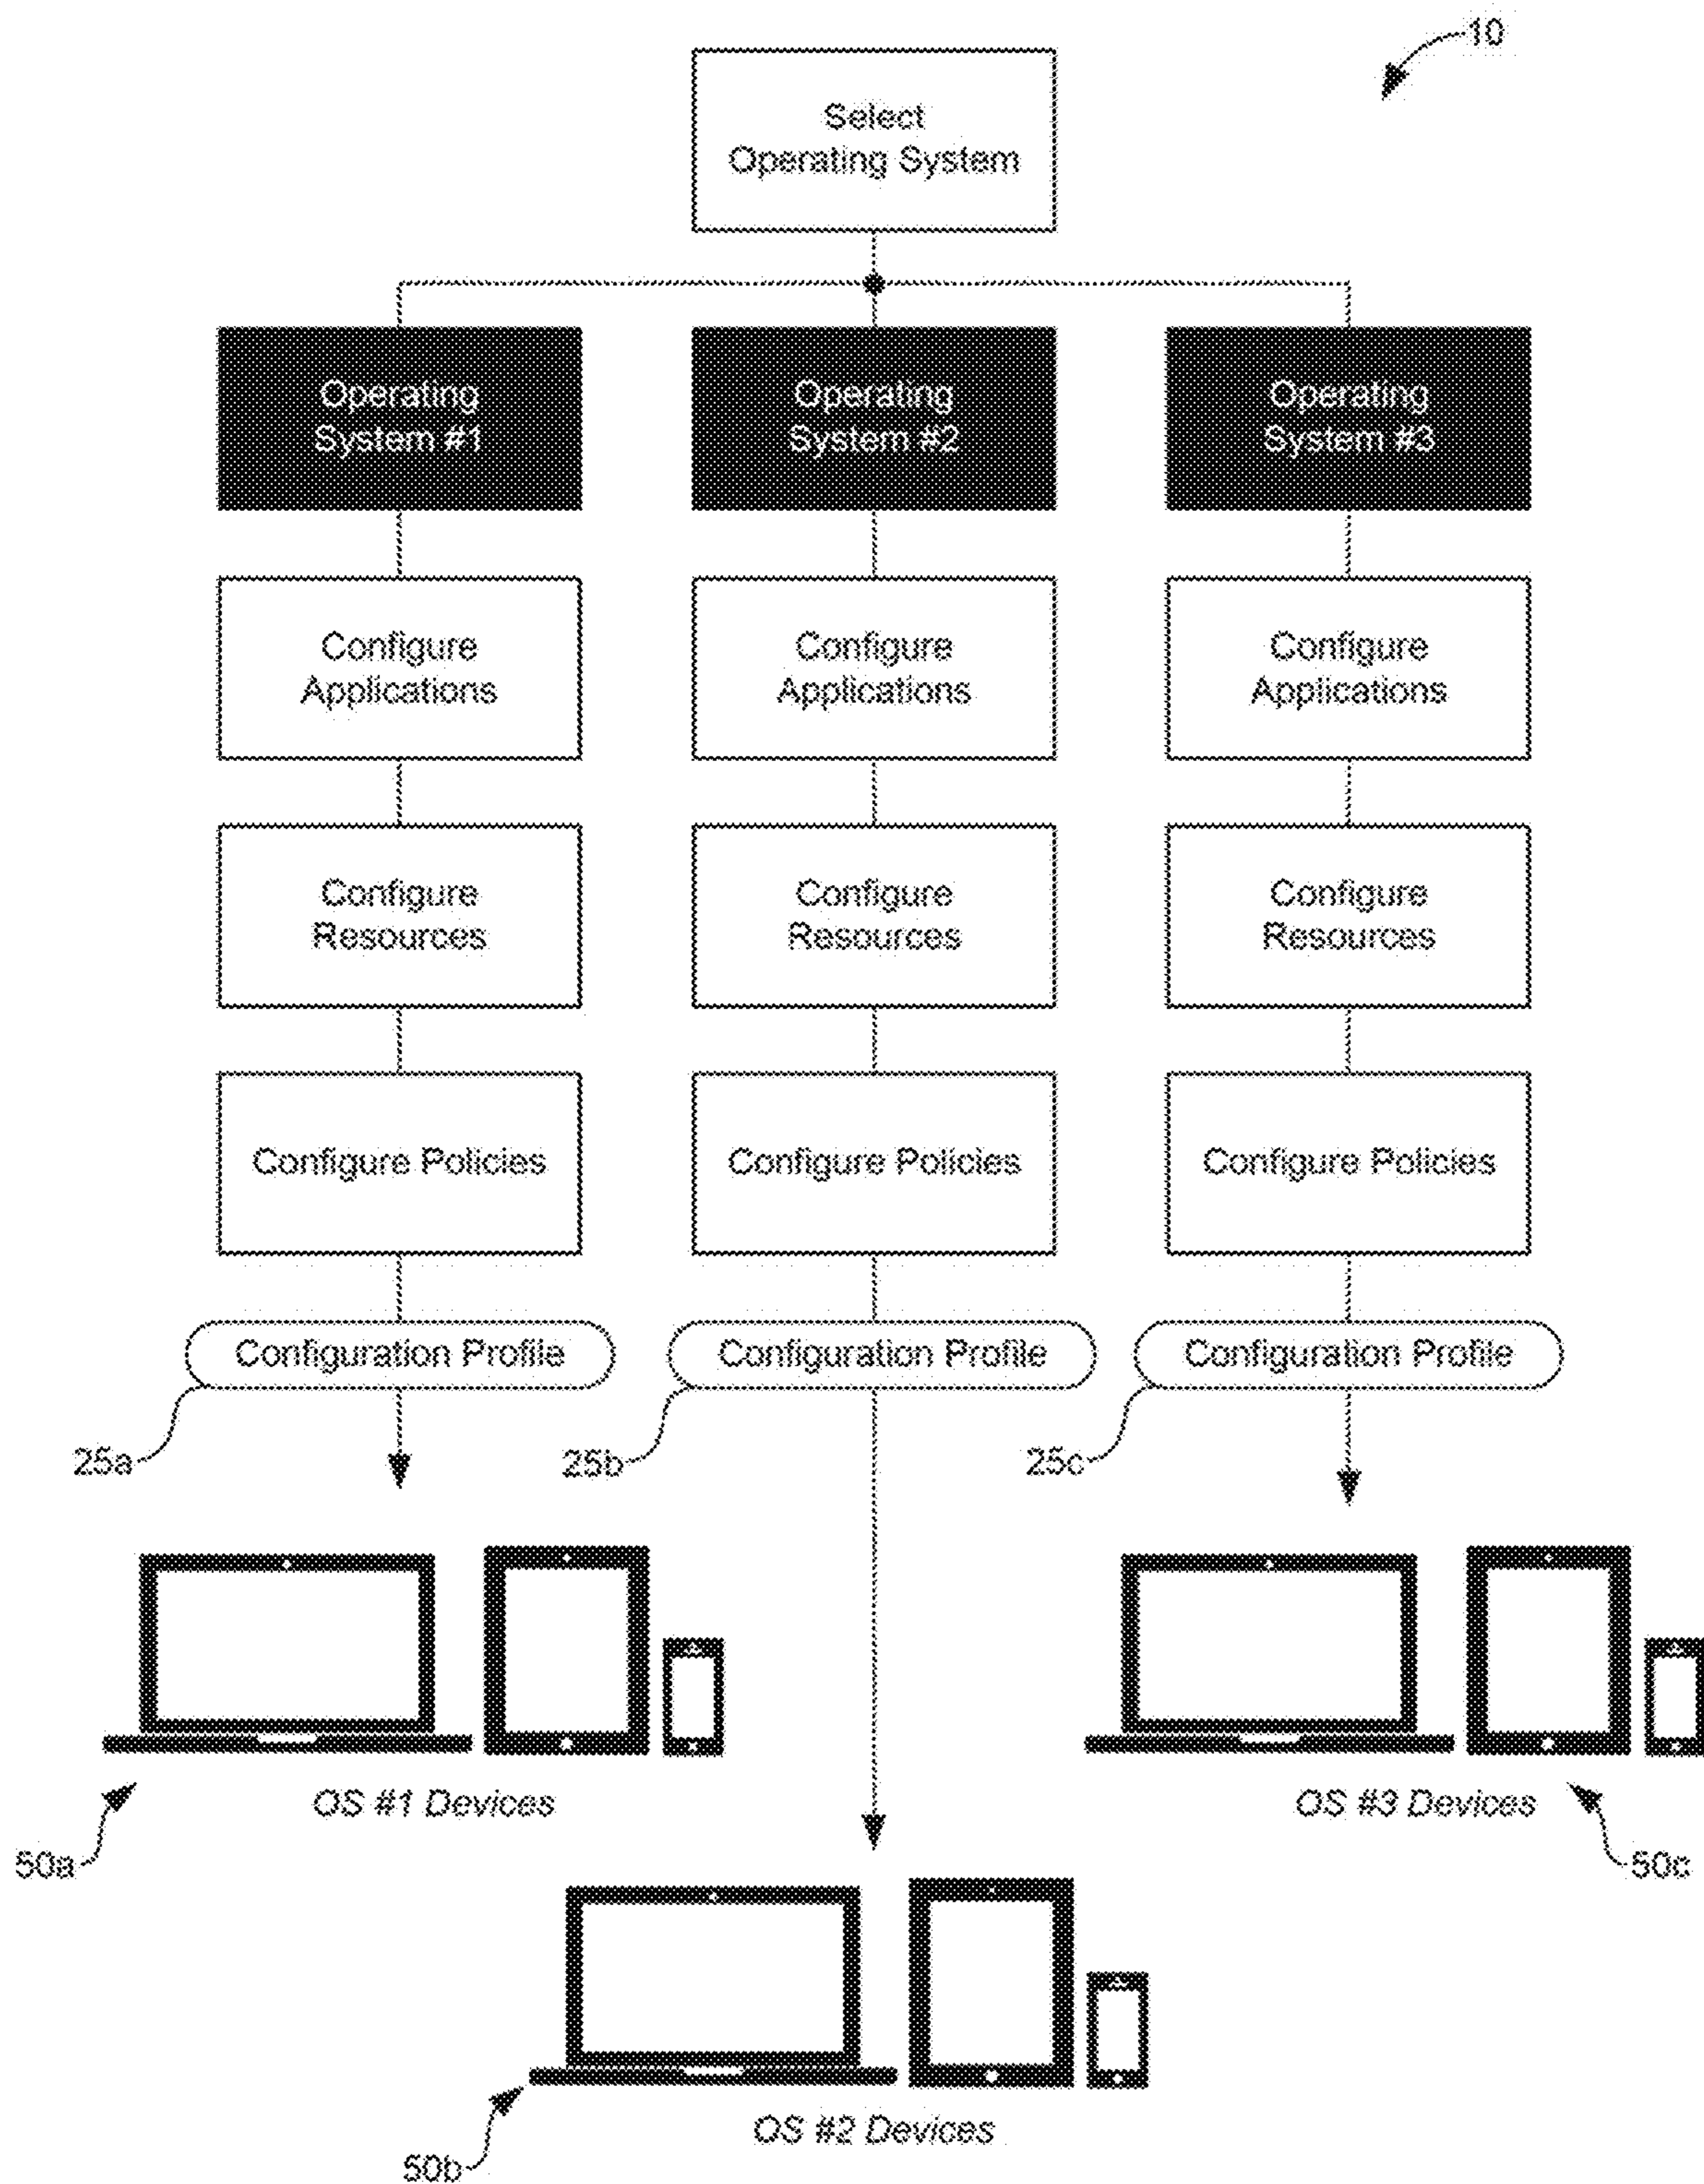 10
Select
Operating System
Operating
System #1
Operating
System #2
Operating
System #3
Configure
Applications
Configure
Applications
Configure
Applications
Configure
Resources
Configure
Resources
Configure
Resources
Configure Policies
Configure Policies
Configure Policies
Configuration Profile
Configuration Profile
Configuration Profile
25a
25b
25c
OS #1 Devices
OS #3 Devices
50a
50c
OS #2 Devices
50b